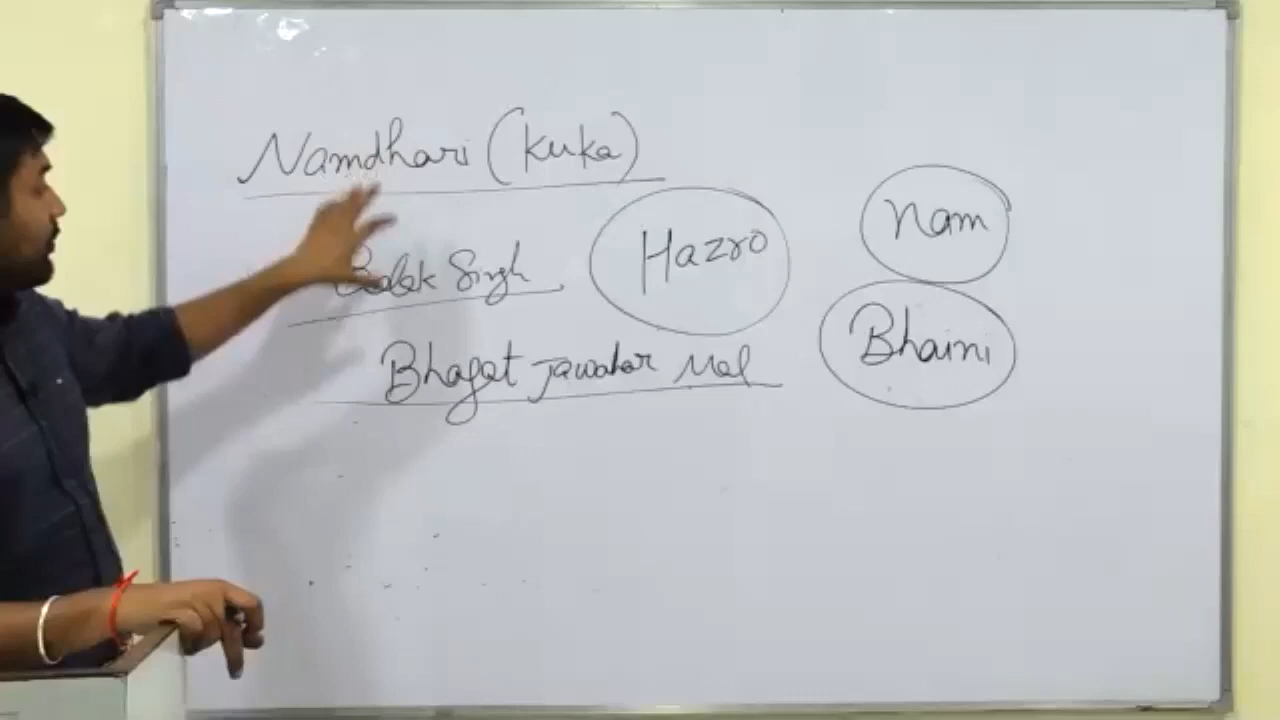 Namdhari (Kuka)
Balak Singh
Hazro
Nam
Bhagat Jawahar Mal
Bhaini